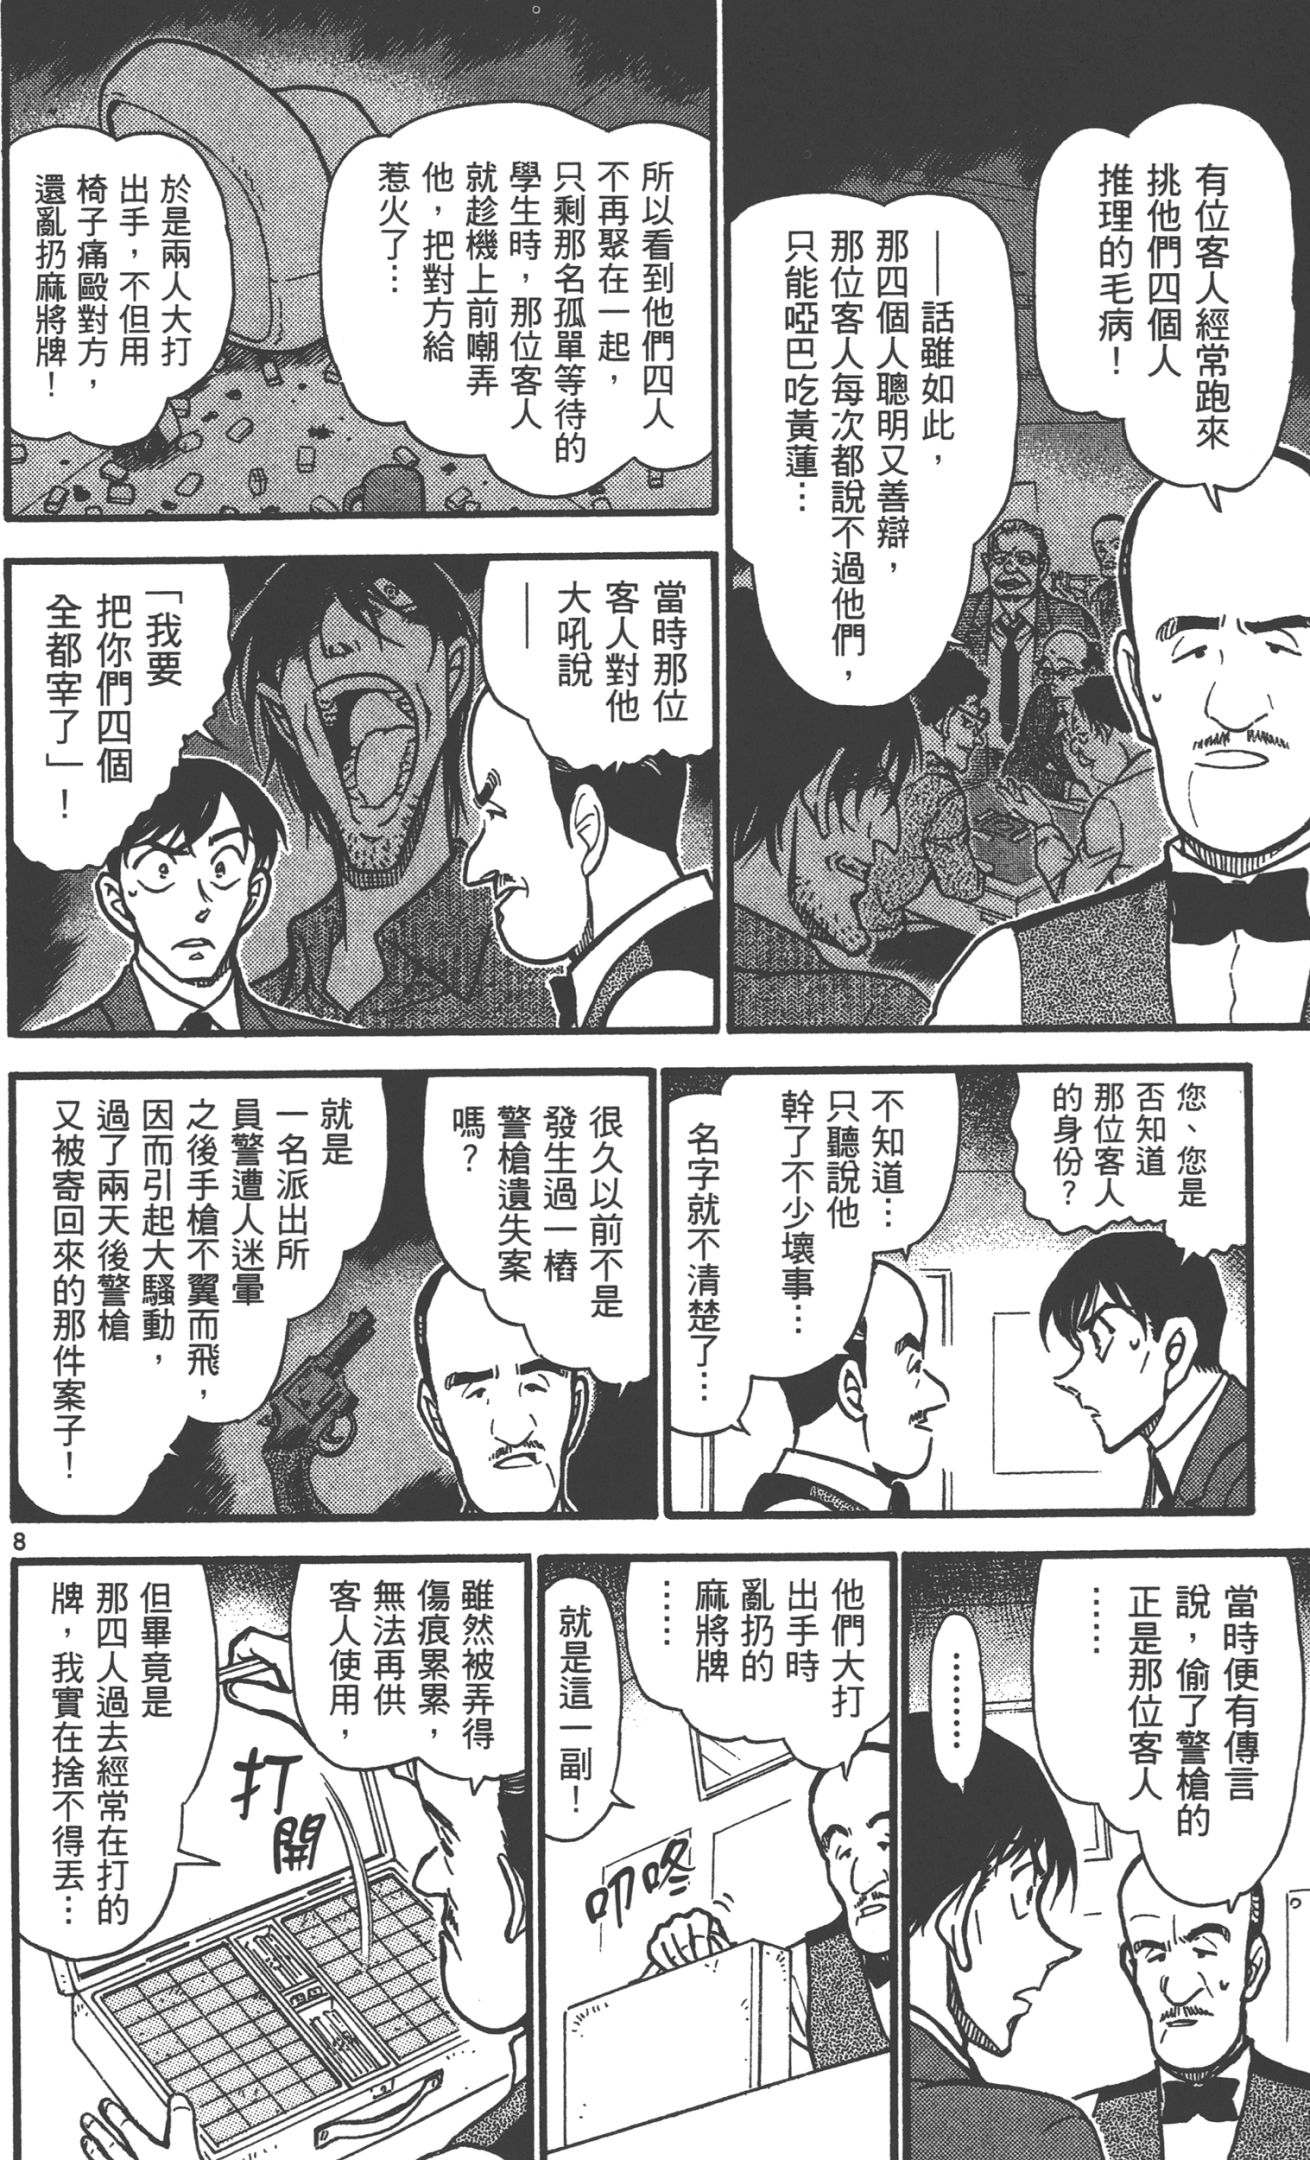 有位客人經常跑來
挑他們四個人
推理的毛病！
——話雖如此，
那四個人聰明又善辯，
那位客人每次都說不過他們，
只能啞巴吃黃蓮…
所以看到他們四人
不再聚在一起，
只剩那名孤單等待的
學生時，那位客人
就趁機上前嘲弄
他，把對方給
惹火了…
於是兩人大打
出手，不但用
椅子痛毆對方，
還亂扔麻將牌！
當時那位
客人對他
大吼說
——
「我要
把你們四個
全都宰了」！
您、您是
否知道
那位客人
的身份？
不知道…
只聽說他
幹了不少壞事…
名字就不清楚了…
很久以前不是
發生過一樁
警槍遺失案
嗎？
就是
一名派出所
員警遭人迷暈
之後手槍不翼而飛，
因而引起大騷動，
過了兩天後警槍
又被寄回來的那件案子！
8
當時便有傳言
說，偷了警槍的
正是那位客人
……
………
他們大打
出手時
亂扔的
麻將牌
……
就是這一副！
叩咚
雖然被弄得
傷痕累累，
無法再供
客人使用，
打開
但畢竟是
那四人過去經常在打的
牌，我實在捨不得丟…